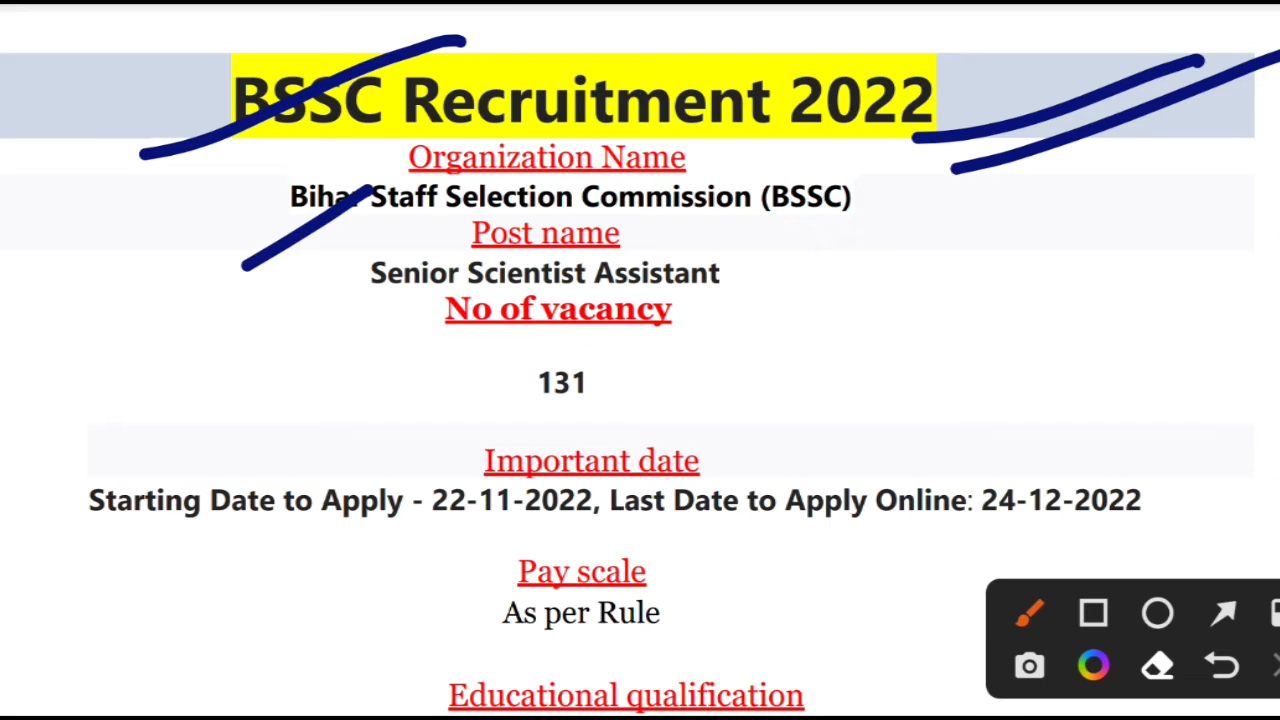 BSSC Recruitment 2022
Organization Name
Bihar Staff Selection Commission (BSSC)
Post name
Senior Scientist Assistant
No of vacancy
131
Important date
Starting Date to Apply - 22-11-2022, Last Date to Apply Online: 24-12-2022
Pay scale
As per Rule
Educational qualification